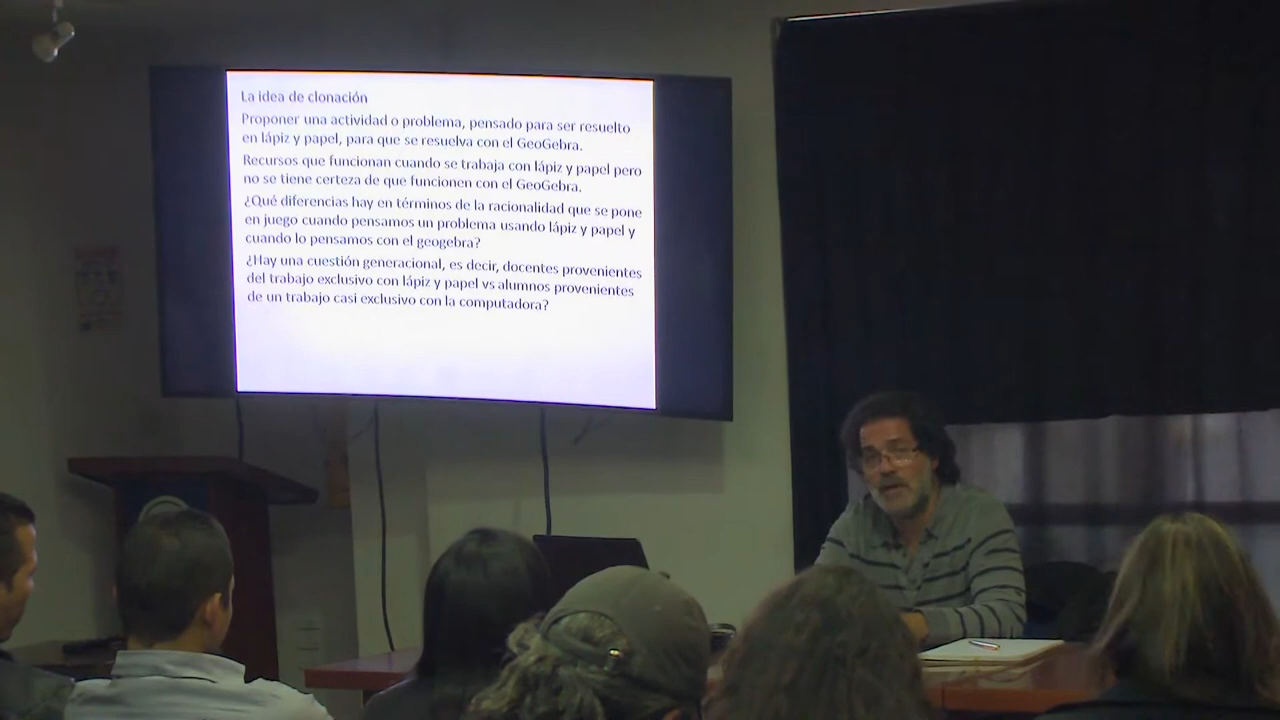 La idea de clonación
Proponer una actividad o problema, pensado para ser resuelto
en lápiz y papel, para que se resuelva con el GeoGebra.
Recursos que funcionan cuando se trabaja con lápiz y papel pero
no se tiene certeza de que funcionen con el GeoGebra.
¿Qué diferencias hay en términos de la racionalidad que se pone
en juego cuando pensamos un problema usando lápiz y papel y
cuando lo pensamos con el geogebra?
¿Hay una cuestión generacional, es decir, docentes provenientes
del trabajo exclusivo con lápiz y papel vs alumnos provenientes
de un trabajo casi exclusivo con la computadora?